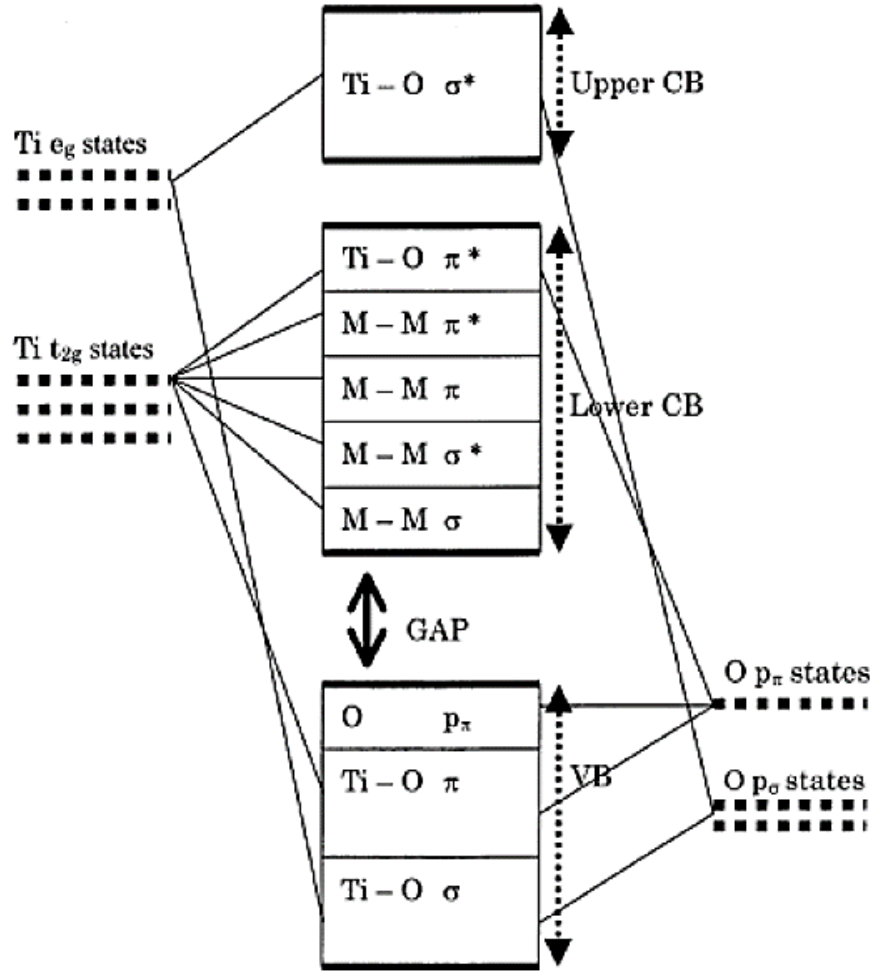 Ti – O σ*
Upper CB
Ti e₉ states
Ti – O π*
M – M π*
Ti t₂g states
M – M π
Lower CB
M – M σ*
M – M σ
GAP
O pπ states
O pπ
Ti – O π
VB
O pσ states
Ti – O σ